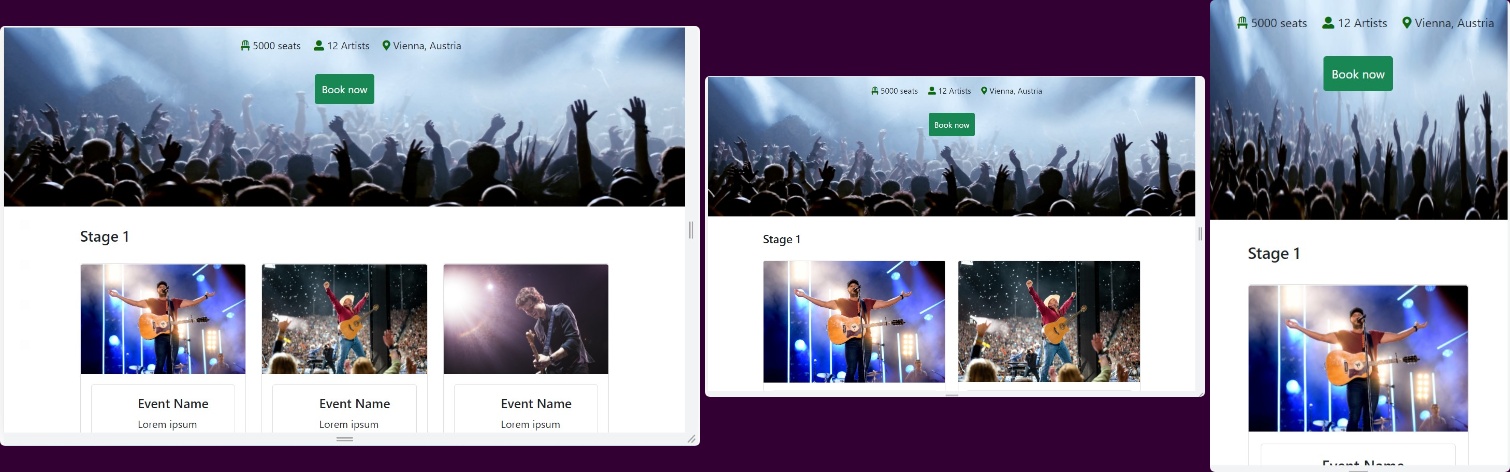 5000 seats 12 Artists Vienna, Austria
Book now
Stage 1
Event Name Event Name Event Name
Lorem ipsum Lorem ipsum Lorem ipsum
5000 seats 12 Artists Vienna, Austria
Book now
Stage 1
5000 seats 12 Artists Vienna, Austria
Book now
Stage 1
Event Name